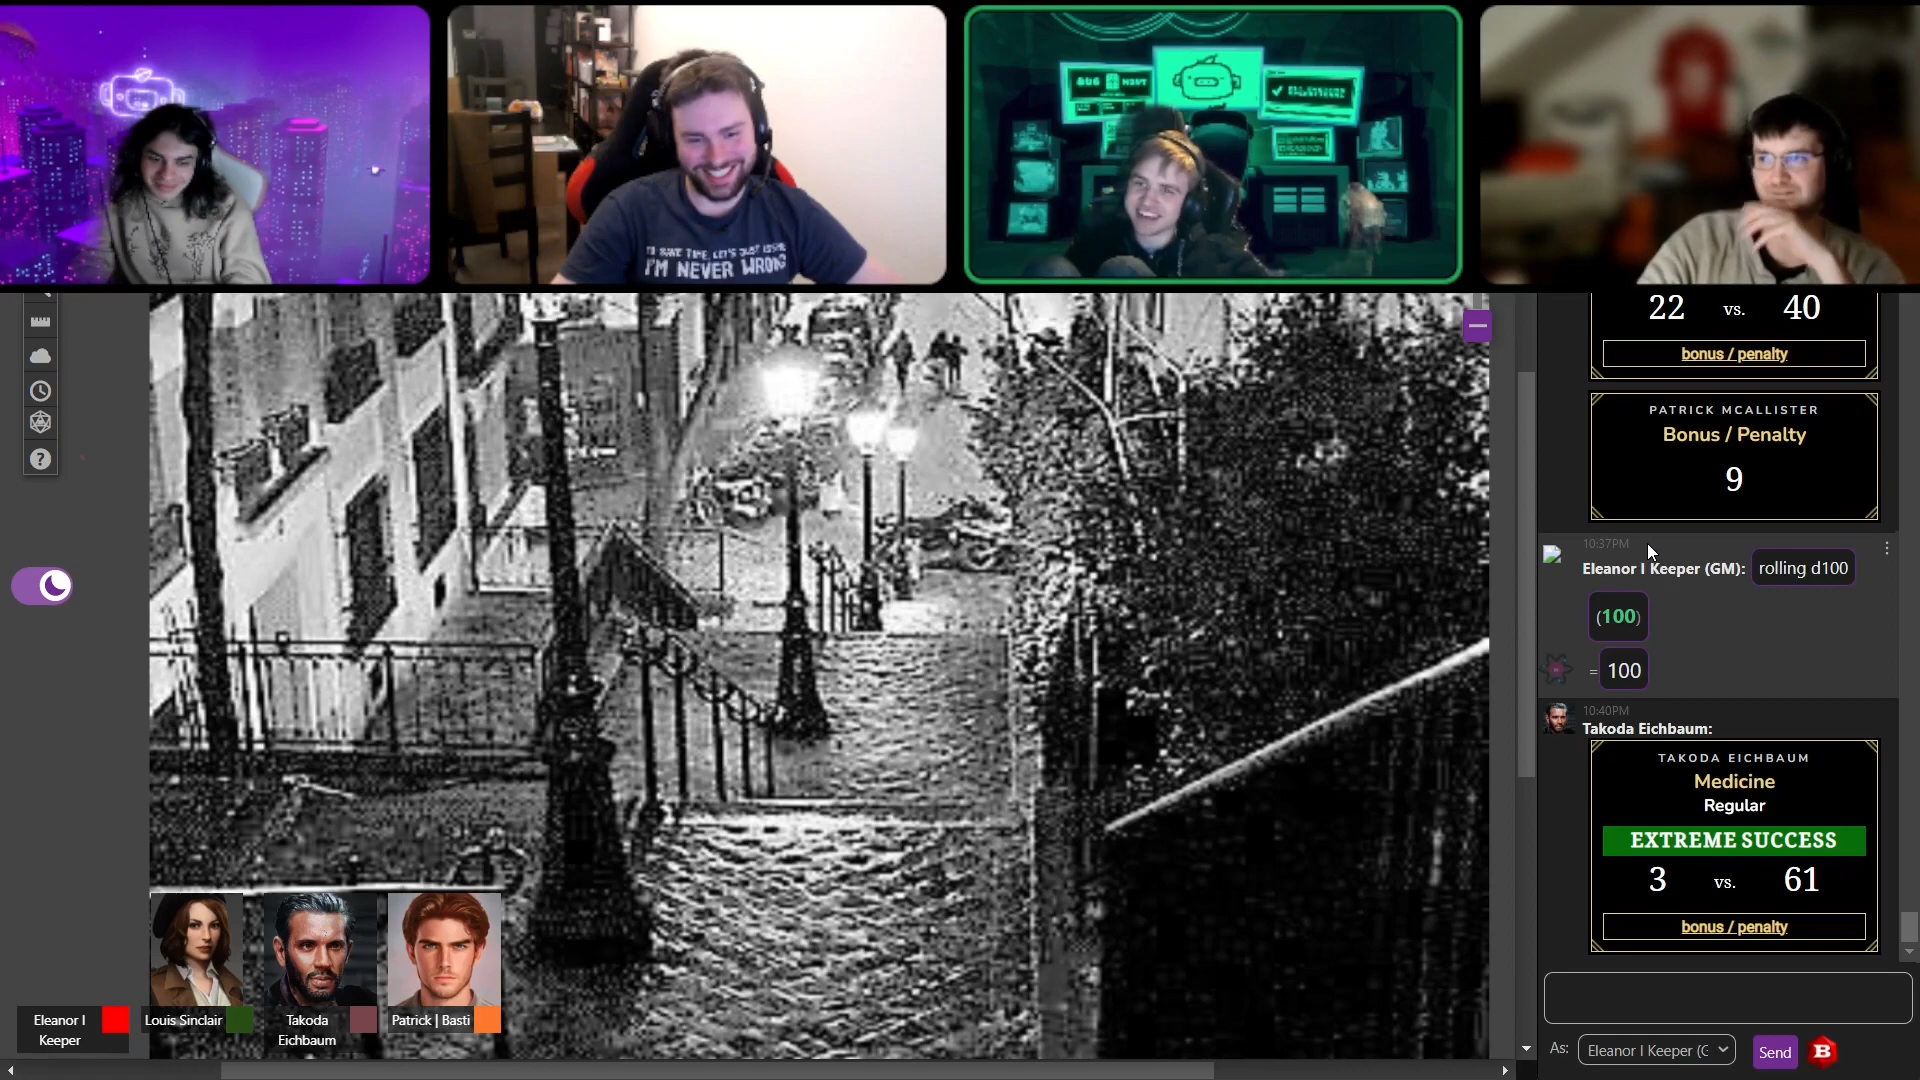 BUG HUNT
I'M NEVER WRONG
22 vs. 40
bonus / penalty
PATRICK MCALLISTER
Bonus / Penalty
9
10:37PM
Eleanor I Keeper (GM): rolling d100
(100)
= 100
10:40PM
Takoda Eichbaum:
TAKODA EICHBAUM
Medicine
Regular
EXTREME SUCCESS
3 vs. 61
bonus / penalty
Eleanor I
Keeper
Louis Sinclair
Takoda
Eichbaum
Patrick | Basti
As: Eleanor I Keeper (G
Send
B